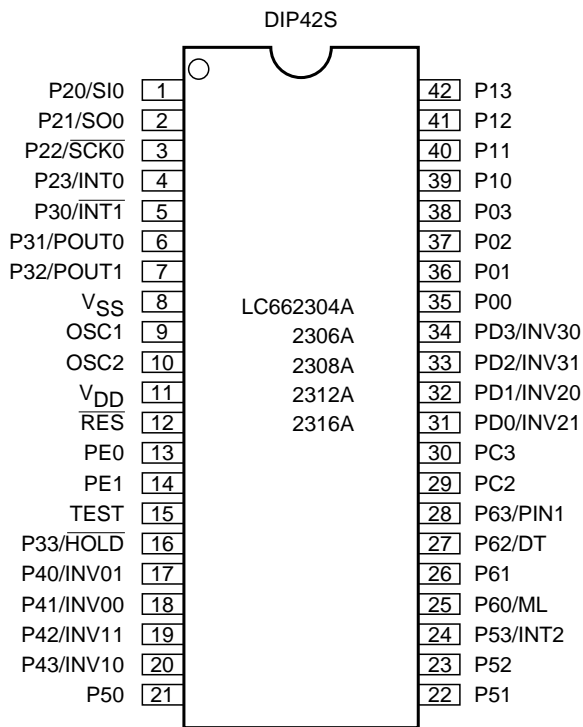 DIP42S
P20/SI0 1 42 P13
P21/SO0 2 41 P12
P22/S̅C̅K̅0̅ 3 40 P11
P23/INT0 4 39 P10
P30/I̅N̅T̅1̅ 5 38 P03
P31/POUT0 6 37 P02
P32/POUT1 7 36 P01
VSS 8 LC662304A 35 P00
OSC1 9 2306A 34 PD3/INV30
OSC2 10 2308A 33 PD2/INV31
VDD 11 2312A 32 PD1/INV20
R̅E̅S̅ 12 2316A 31 PD0/INV21
PE0 13 30 PC3
PE1 14 29 PC2
TEST 15 28 P63/PIN1
P33/H̅O̅L̅D̅ 16 27 P62/DT
P40/INV01 17 26 P61
P41/INV00 18 25 P60/ML
P42/INV11 19 24 P53/INT2
P43/INV10 20 23 P52
P50 21 22 P51